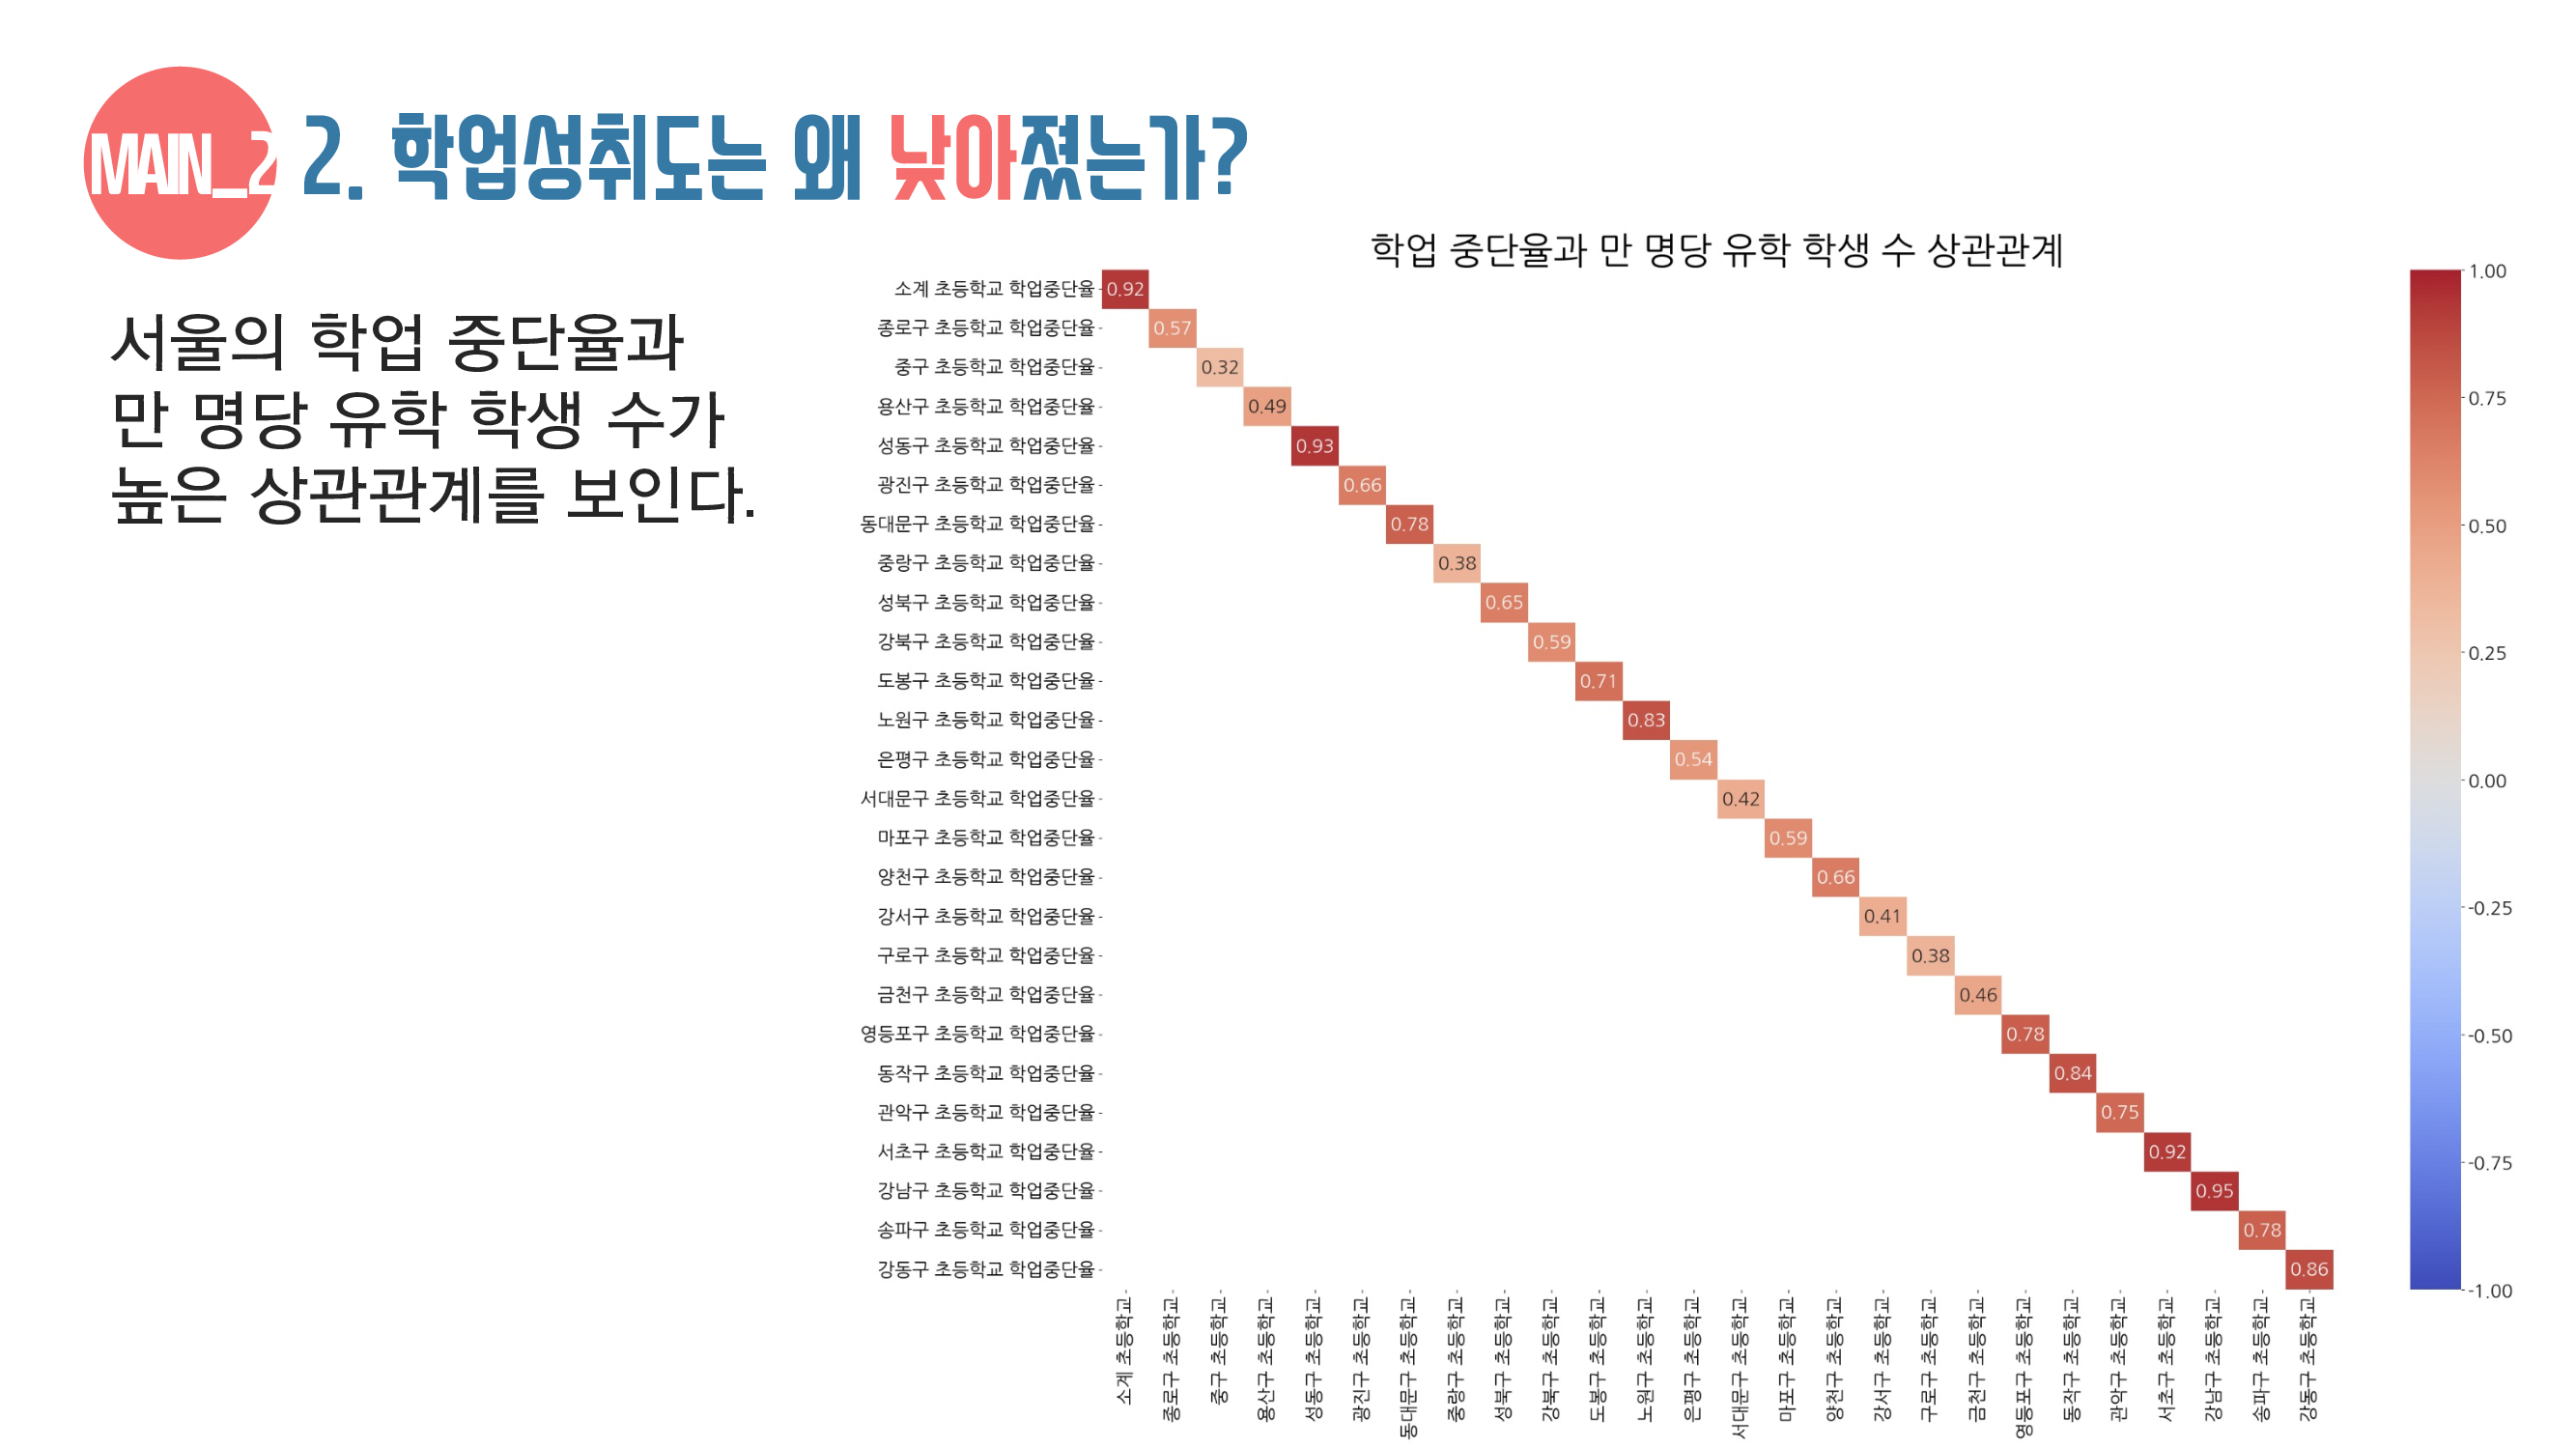 MAIN_2
2. 학업성취도는 왜 낮아졌는가?
서울의 학업 중단율과
만 명당 유학 학생 수가
높은 상관관계를 보인다.
학업 중단율과 만 명당 유학 학생 수 상관관계
소계 초등학교 학업중단율 0.92
종로구 초등학교 학업중단율 0.57
중구 초등학교 학업중단율 0.32
용산구 초등학교 학업중단율 0.49
성동구 초등학교 학업중단율 0.93
광진구 초등학교 학업중단율 0.66
동대문구 초등학교 학업중단율 0.78
중랑구 초등학교 학업중단율 0.38
성북구 초등학교 학업중단율 0.65
강북구 초등학교 학업중단율 0.59
도봉구 초등학교 학업중단율 0.71
노원구 초등학교 학업중단율 0.83
은평구 초등학교 학업중단율 0.54
서대문구 초등학교 학업중단율 0.42
마포구 초등학교 학업중단율 0.59
양천구 초등학교 학업중단율 0.66
강서구 초등학교 학업중단율 0.41
구로구 초등학교 학업중단율 0.38
금천구 초등학교 학업중단율 0.46
영등포구 초등학교 학업중단율 0.78
동작구 초등학교 학업중단율 0.84
관악구 초등학교 학업중단율 0.75
서초구 초등학교 학업중단율 0.92
강남구 초등학교 학업중단율 0.95
송파구 초등학교 학업중단율 0.78
강동구 초등학교 학업중단율 0.86
소계 초등학교
종로구 초등학교
중구 초등학교
용산구 초등학교
성동구 초등학교
광진구 초등학교
동대문구 초등학교
중랑구 초등학교
성북구 초등학교
강북구 초등학교
도봉구 초등학교
노원구 초등학교
은평구 초등학교
서대문구 초등학교
마포구 초등학교
양천구 초등학교
강서구 초등학교
구로구 초등학교
금천구 초등학교
영등포구 초등학교
동작구 초등학교
관악구 초등학교
서초구 초등학교
강남구 초등학교
송파구 초등학교
강동구 초등학교
1.00
0.75
0.50
0.25
0.00
-0.25
-0.50
-0.75
-1.00